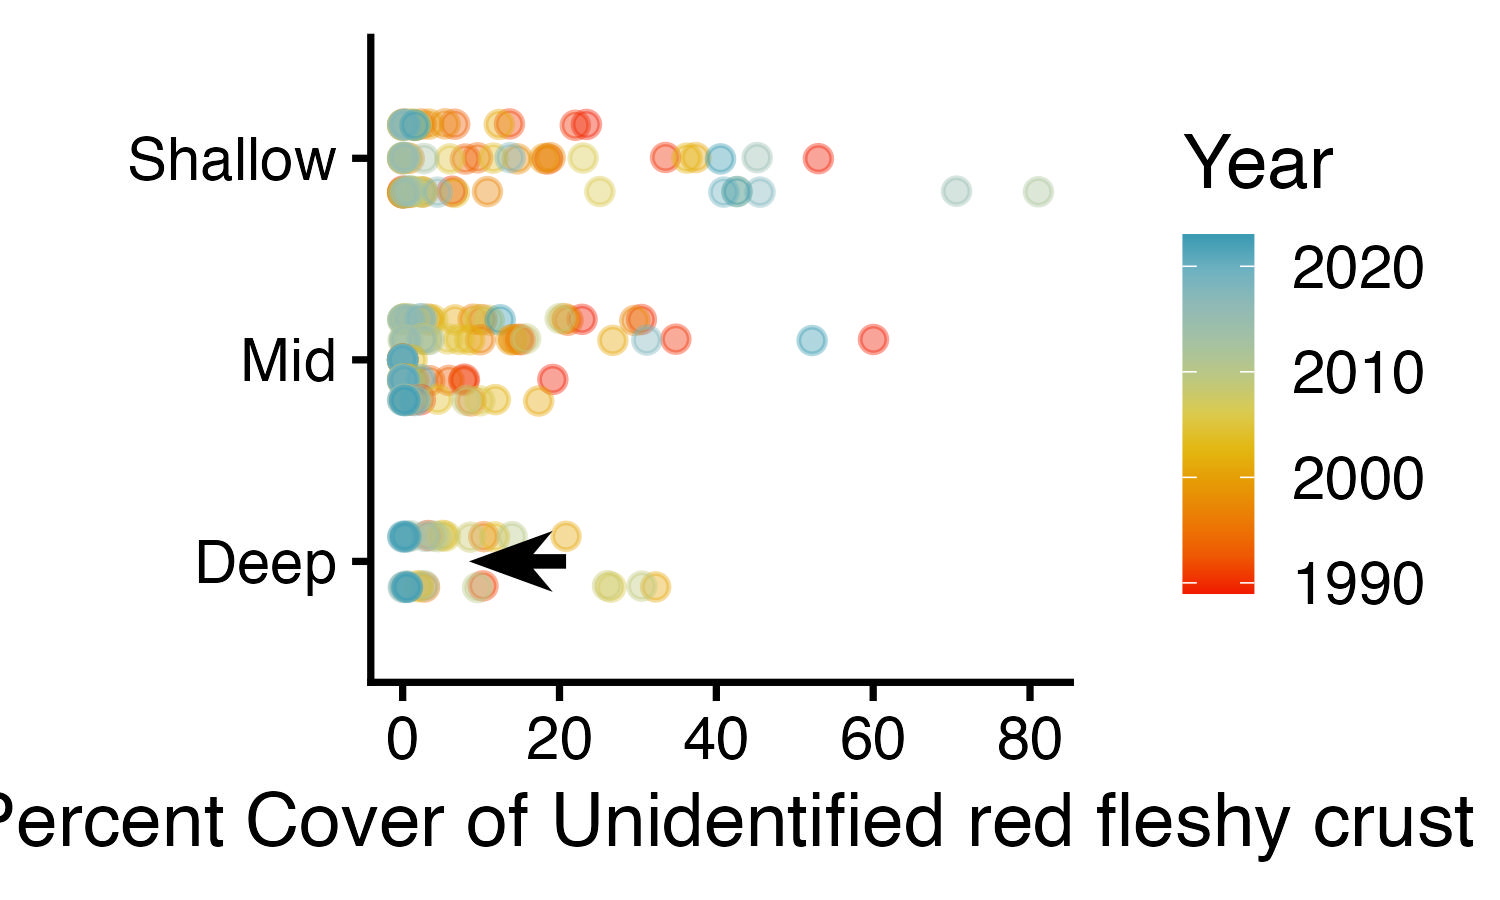 Shallow
Mid
Deep
0 20 40 60 80
Percent Cover of Unidentified red fleshy crust
Year
2020
2010
2000
1990